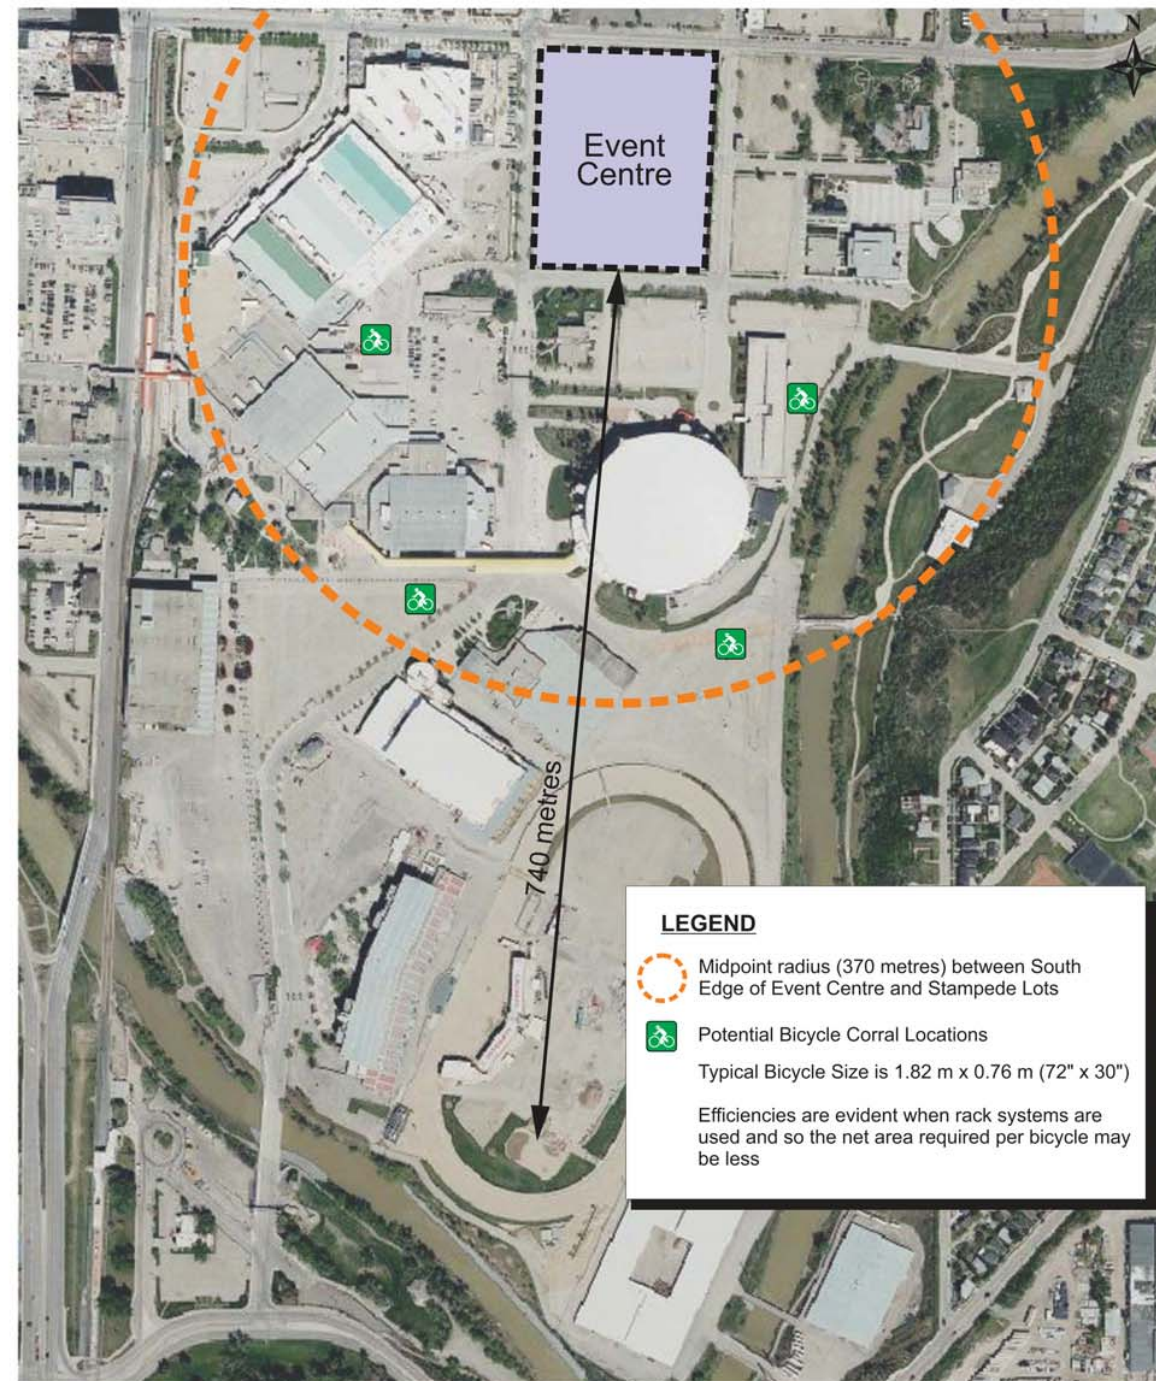 N
Event
Centre
740 metres
LEGEND
Midpoint radius (370 metres) between South
Edge of Event Centre and Stampede Lots
Potential Bicycle Corral Locations
Typical Bicycle Size is 1.82 m x 0.76 m (72" x 30")
Efficiencies are evident when rack systems are
used and so the net area required per bicycle may
be less